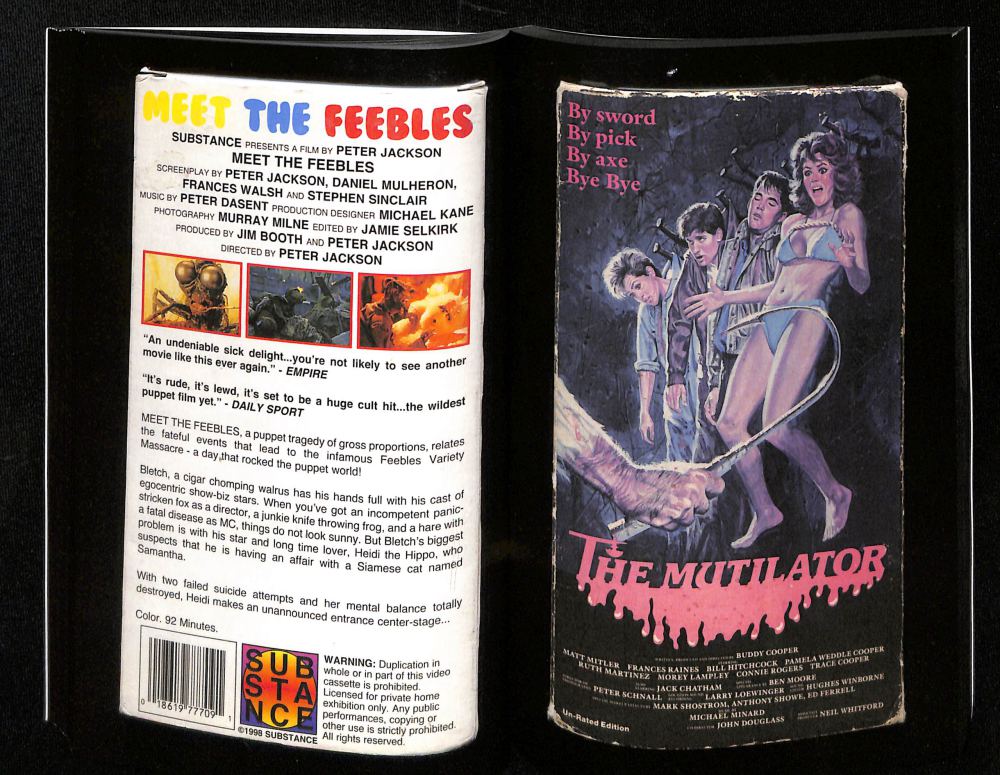 MEET THE FEEBLES
SUBSTANCE PRESENTS A FILM BY PETER JACKSON
MEET THE FEEBLES
SCREENPLAY BY PETER JACKSON, DANIEL MULHERON,
FRANCES WALSH AND STEPHEN SINCLAIR
MUSIC BY PETER DASENT PRODUCTION DESIGNER MICHAEL KANE
PHOTOGRAPHY MURRAY MILNE EDITED BY JAMIE SELKIRK
PRODUCED BY JIM BOOTH AND PETER JACKSON
DIRECTED BY PETER JACKSON
“An undeniable sick delight...you’re not likely to see another
movie like this ever again.” - EMPIRE
“It’s rude, it’s lewd, it’s set to be a huge cult hit...the wildest
puppet film yet.” - DAILY SPORT
MEET THE FEEBLES, a puppet tragedy of gross proportions, relates
the fateful events that lead to the infamous Feebles Variety
Massacre - a day that rocked the puppet world!
Bletch, a cigar chomping walrus has his hands full with his cast of
egocentric show-biz stars. When you’ve got an incompetent panic-
stricken fox as a director, a junkie knife throwing frog, and a hare with
a fatal disease as MC, things do not look sunny. But Bletch’s biggest
problem is with his star and long time lover, Heidi the Hippo, who
suspects that he is having an affair with a Siamese cat named
Samantha.
With two failed suicide attempts and her mental balance totally
destroyed, Heidi makes an unannounced entrance center-stage...
Color. 92 Minutes.
0 18619 77709 1
SUB
STA
NCE
©1998 SUBSTANCE
WARNING: Duplication in
whole or in part of this video
cassette is prohibited.
Licensed for private home
exhibition only. Any public
performances, copying or
other use is strictly prohibited.
All rights reserved.
By sword
By pick
By axe
Bye Bye
THE MUTILATOR
WRITTEN, PRODUCED AND DIRECTED BY BUDDY COOPER
STARRING
MATT MITLER FRANCES RAINES BILL HITCHCOCK PAMELA WEDDLE COOPER
RUTH MARTINEZ MOREY LAMPLEY CONNIE ROGERS TRACE COOPER
JACK CHATHAM BEN MOORE
PETER SCHNALL LARRY LOEWINGER HUGHES WINBORNE
MARK SHOSTROM, ANTHONY SHOWE, ED FERRELL
MUSIC BY
MICHAEL MINARD
CO-DIRECTOR JOHN DOUGLASS NEIL WHITFORD
Un-Rated Edition